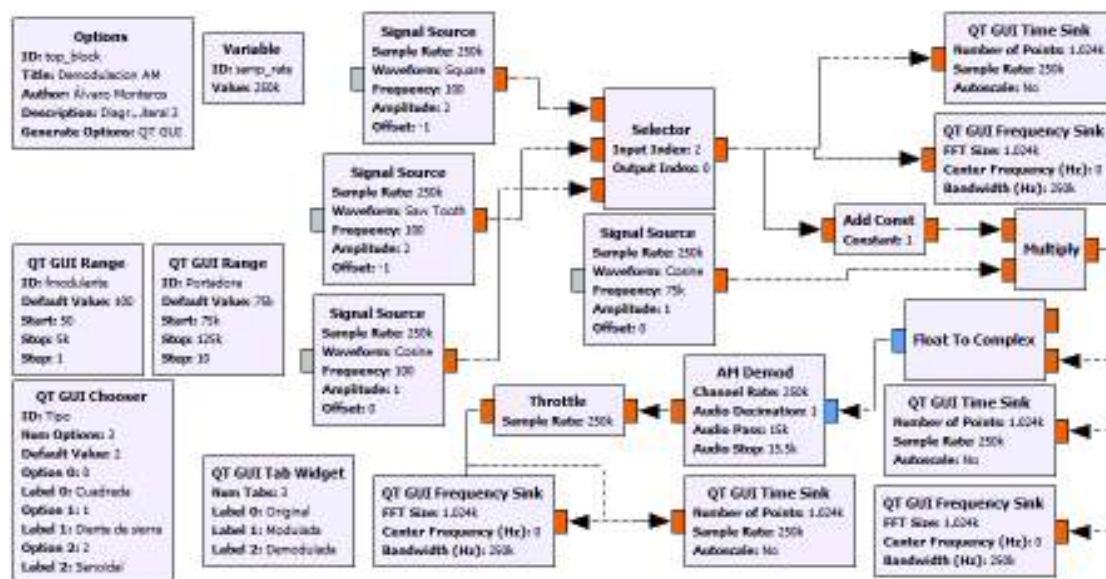 Options
ID: top_block
Title: Demodulacion AM
Author: Álvaro Monteros
Description: Diagr...iteral 2
Generate Options: QT GUI
Variable
ID: samp_rate
Value: 250k
Signal Source
Sample Rate: 250k
Waveform: Square
Frequency: 100
Amplitude: 2
Offset: -1
Signal Source
Sample Rate: 250k
Waveform: Saw Tooth
Frequency: 100
Amplitude: 2
Offset: -1
Signal Source
Sample Rate: 250k
Waveform: Cosine
Frequency: 100
Amplitude: 1
Offset: 0
Selector
Input Index: 2
Output Index: 0
Signal Source
Sample Rate: 250k
Waveform: Cosine
Frequency: 75k
Amplitude: 1
Offset: 0
QT GUI Time Sink
Number of Points: 1.024k
Sample Rate: 250k
Autoscale: No
QT GUI Frequency Sink
FFT Size: 1.024k
Center Frequency (Hz): 0
Bandwidth (Hz): 250k
Add Const
Constant: 1
Multiply
QT GUI Range
ID: fmodulante
Default Value: 100
Start: 50
Stop: 5k
Step: 1
QT GUI Range
ID: Portadora
Default Value: 75k
Start: 75k
Stop: 125k
Step: 10
Float To Complex
AM Demod
Channel Rate: 250k
Audio Decimation: 1
Audio Pass: 15k
Audio Stop: 15.5k
Throttle
Sample Rate: 250k
QT GUI Time Sink
Number of Points: 1.024k
Sample Rate: 250k
Autoscale: No
QT GUI Chooser
ID: Tipo
Num Options: 3
Default Value: 2
Option 0: 0
Label 0: Cuadrada
Option 1: 1
Label 1: Diente de sierra
Option 2: 2
Label 2: Senoidal
QT GUI Tab Widget
Num Tabs: 3
Label 0: Original
Label 1: Modulada
Label 2: Demodulada
QT GUI Frequency Sink
FFT Size: 1.024k
Center Frequency (Hz): 0
Bandwidth (Hz): 250k
QT GUI Time Sink
Number of Points: 1.024k
Sample Rate: 250k
Autoscale: No
QT GUI Frequency Sink
FFT Size: 1.024k
Center Frequency (Hz): 0
Bandwidth (Hz): 250k